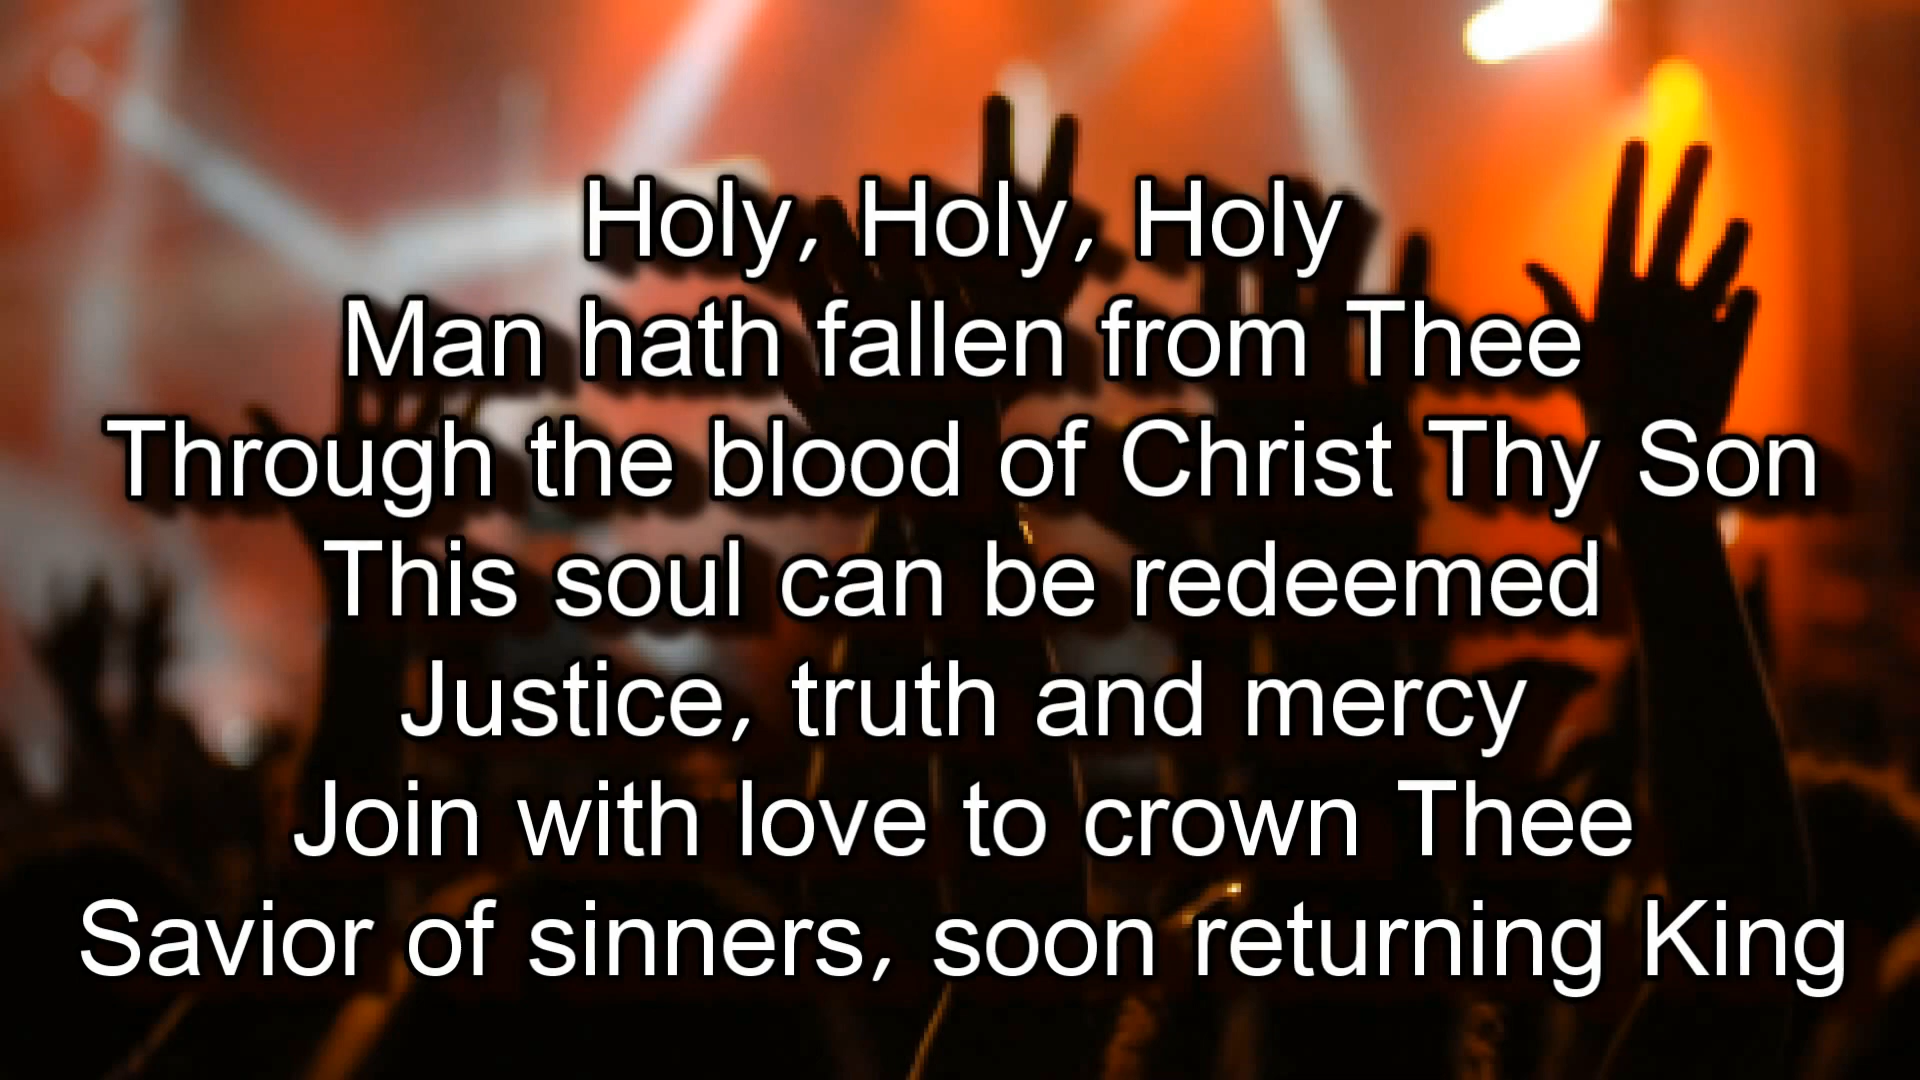 Holy, Holy, Holy
Man hath fallen from Thee
Through the blood of Christ Thy Son
This soul can be redeemed
Justice, truth and mercy
Join with love to crown Thee
Savior of sinners, soon returning King